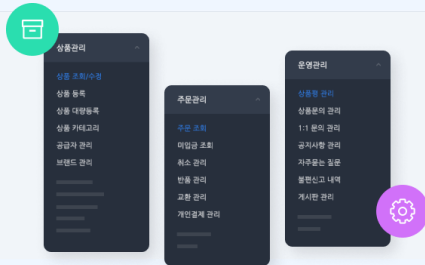 상품관리
상품 조회/수정
상품 등록
상품 대량등록
상품 카테고리
공급자 관리
브랜드 관리
주문관리
주문 조회
미입금 조회
취소 관리
반품 관리
교환 관리
개인결제 관리
운영관리
상품평 관리
상품문의 관리
1:1 문의 관리
공지사항 관리
자주묻는 질문
불편신고 내역
게시판 관리